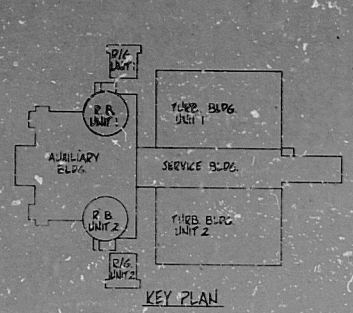 D/G
UNIT 1
R.B.
UNIT 1
TURB. BLDG.
UNIT 1
AUXILIARY
BLDG.
SERVICE BLDG.
R.B.
UNIT 2
TURB. BLDG.
UNIT 2
D/G
UNIT 2
KEY PLAN